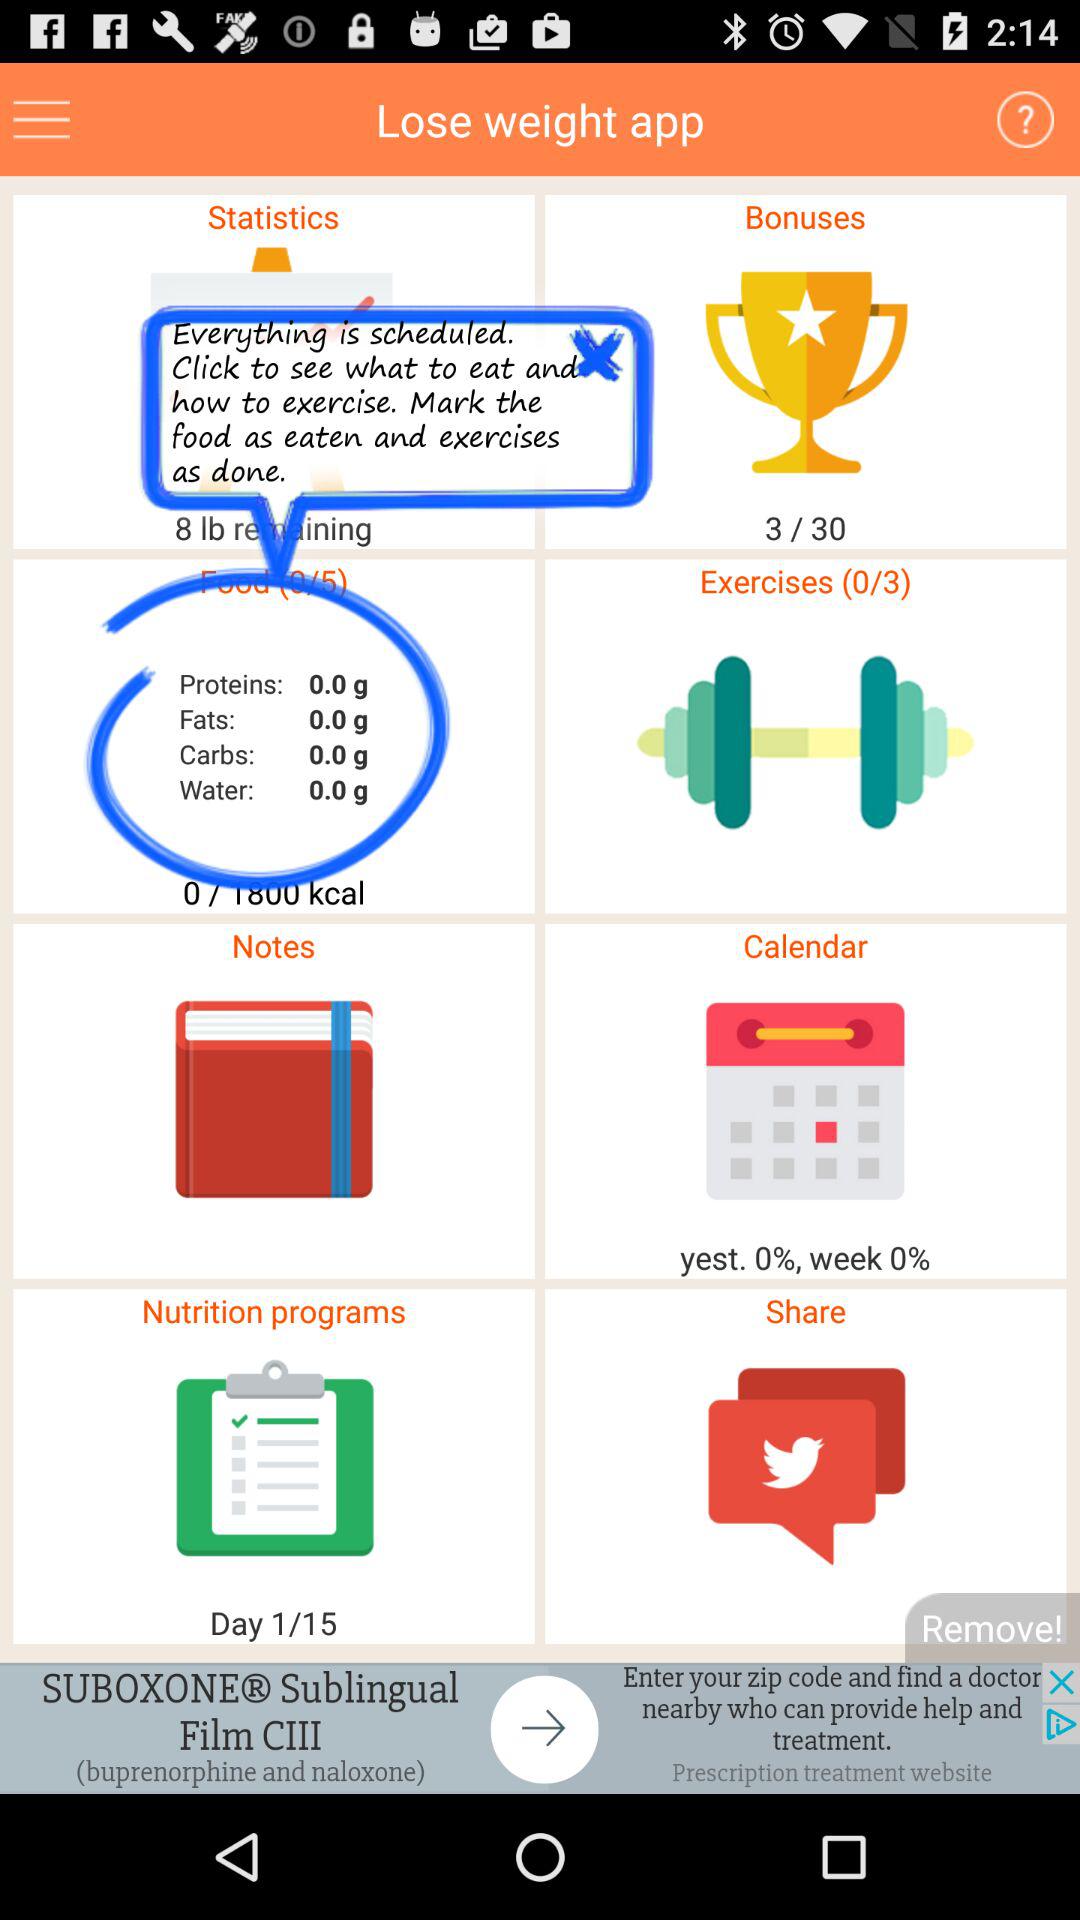 FAKE
2:14
Lose weight app
?
Statistics
Bonuses
Everything is scheduled.
Click to see what to eat and
how to exercise. Mark the
food as eaten and exercises
as done.
8 lb remaining
3 / 30
Food (0/5)
Exercises (0/3)
Proteins: 0.0 g
Fats: 0.0 g
Carbs: 0.0 g
Water: 0.0 g
0 / 1800 kcal
Notes
Calendar
yest. 0%, week 0%
Nutrition programs
Share
Day 1/15
Remove!
SUBOXONE® Sublingual
Film CIII
(buprenorphine and naloxone)
Enter your zip code and find a doctor
nearby who can provide help and
treatment.
Prescription treatment website